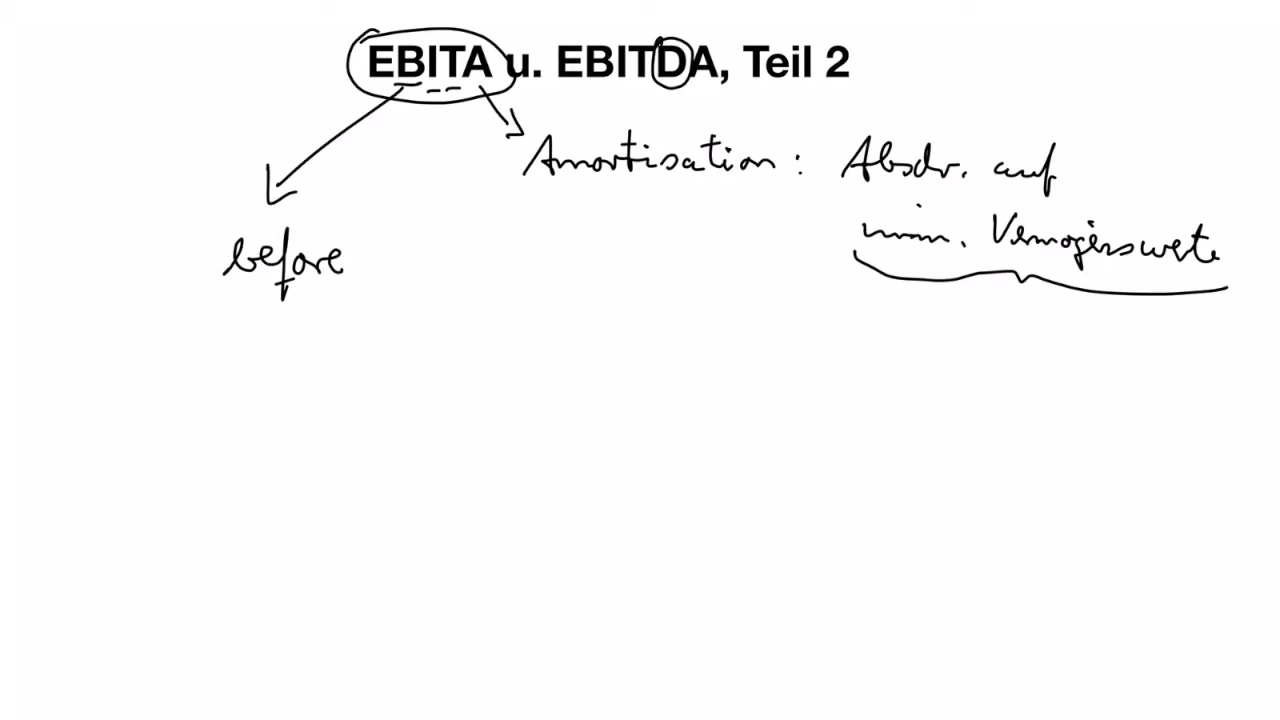 EBITA u. EBITDA, Teil 2
Amortisation: Abschr. auf
imm. Vermögenswerte
before